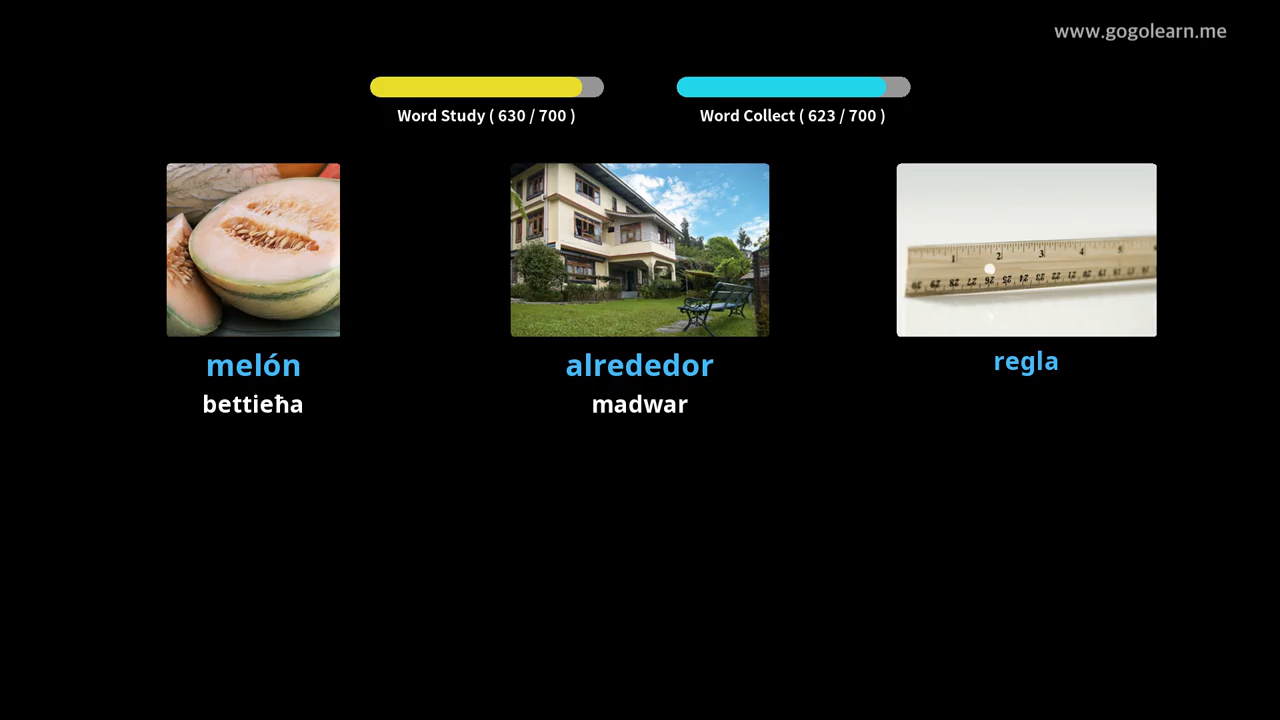 www.gogolearn.me
Word Study ( 630 / 700 )
Word Collect ( 623 / 700 )
melón
alrededor
regla
bettieħa
madwar